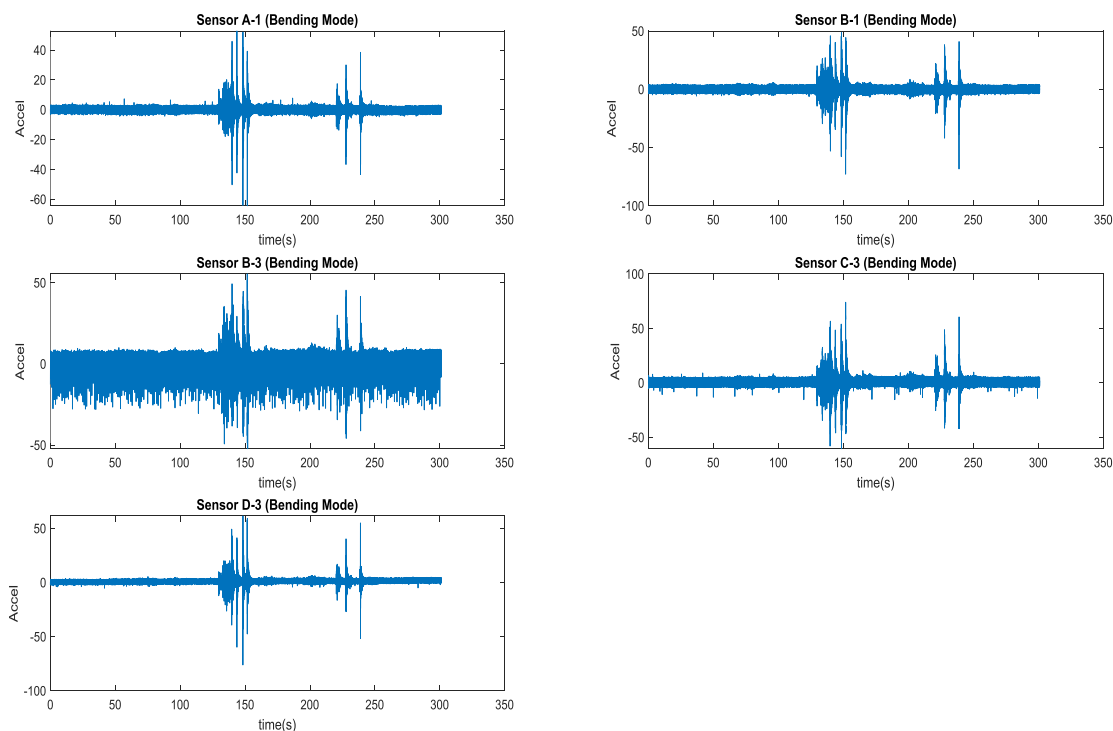 Sensor A-1 (Bending Mode)
Accel
40
20
0
-20
-40
-60
0 50 100 150 200 250 300 350
time(s)
Sensor B-1 (Bending Mode)
Accel
50
0
-50
-100
0 50 100 150 200 250 300 350
time(s)
Sensor B-3 (Bending Mode)
Accel
50
0
-50
0 50 100 150 200 250 300 350
time(s)
Sensor C-3 (Bending Mode)
Accel
100
50
0
-50
0 50 100 150 200 250 300 350
time(s)
Sensor D-3 (Bending Mode)
Accel
50
0
-50
-100
0 50 100 150 200 250 300 350
time(s)